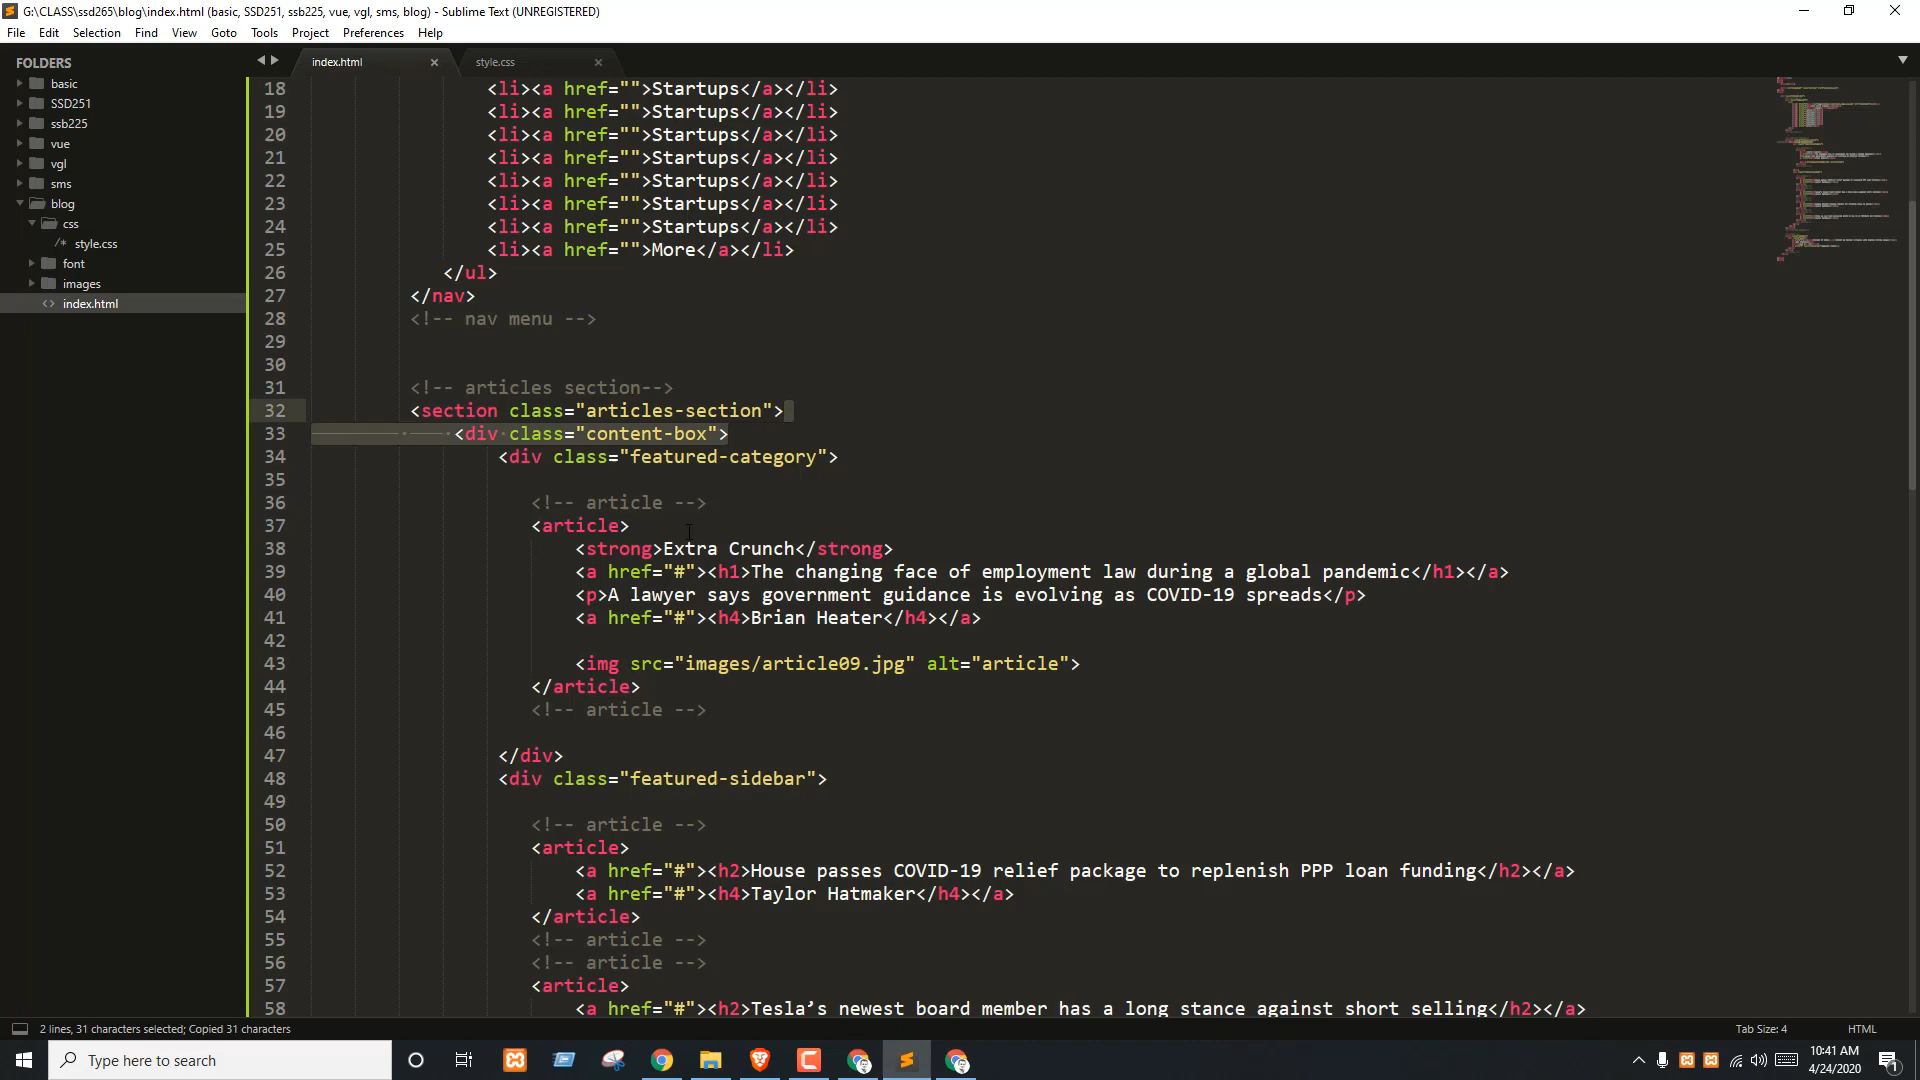 G:\CLASS\ssd265\blog\index.html (basic, SSD251, ssb225, vue, vgl, sms, blog) - Sublime Text (UNREGISTERED)
File Edit Selection Find View Goto Tools Project Preferences Help
FOLDERS
basic
SSD251
ssb225
vue
vgl
sms
blog
css
/* style.css
font
images
<> index.html
index.html × style.css ×
18 <li><a href="">Startups</a></li>
19 <li><a href="">Startups</a></li>
20 <li><a href="">Startups</a></li>
21 <li><a href="">Startups</a></li>
22 <li><a href="">Startups</a></li>
23 <li><a href="">Startups</a></li>
24 <li><a href="">Startups</a></li>
25 <li><a href="">More</a></li>
26 </ul>
27 </nav>
28 <!-- nav menu -->
29
30
31 <!-- articles section-->
32 <section class="articles-section">
33 <div class="content-box">
34 <div class="featured-category">
35
36 <!-- article -->
37 <article>
38 <strong>Extra Crunch</strong>
39 <a href="#"><h1>The changing face of employment law during a global pandemic</h1></a>
40 <p>A lawyer says government guidance is evolving as COVID-19 spreads</p>
41 <a href="#"><h4>Brian Heater</h4></a>
42
43 <img src="images/article09.jpg" alt="article">
44 </article>
45 <!-- article -->
46
47 </div>
48 <div class="featured-sidebar">
49
50 <!-- article -->
51 <article>
52 <a href="#"><h2>House passes COVID-19 relief package to replenish PPP loan funding</h2></a>
53 <a href="#"><h4>Taylor Hatmaker</h4></a>
54 </article>
55 <!-- article -->
56 <!-- article -->
57 <article>
58 <a href="#"><h2>Tesla’s newest board member has a long stance against short selling</h2></a>
2 lines, 31 characters selected; Copied 31 characters
Tab Size: 4 HTML
Type here to search
10:41 AM
4/24/2020
1